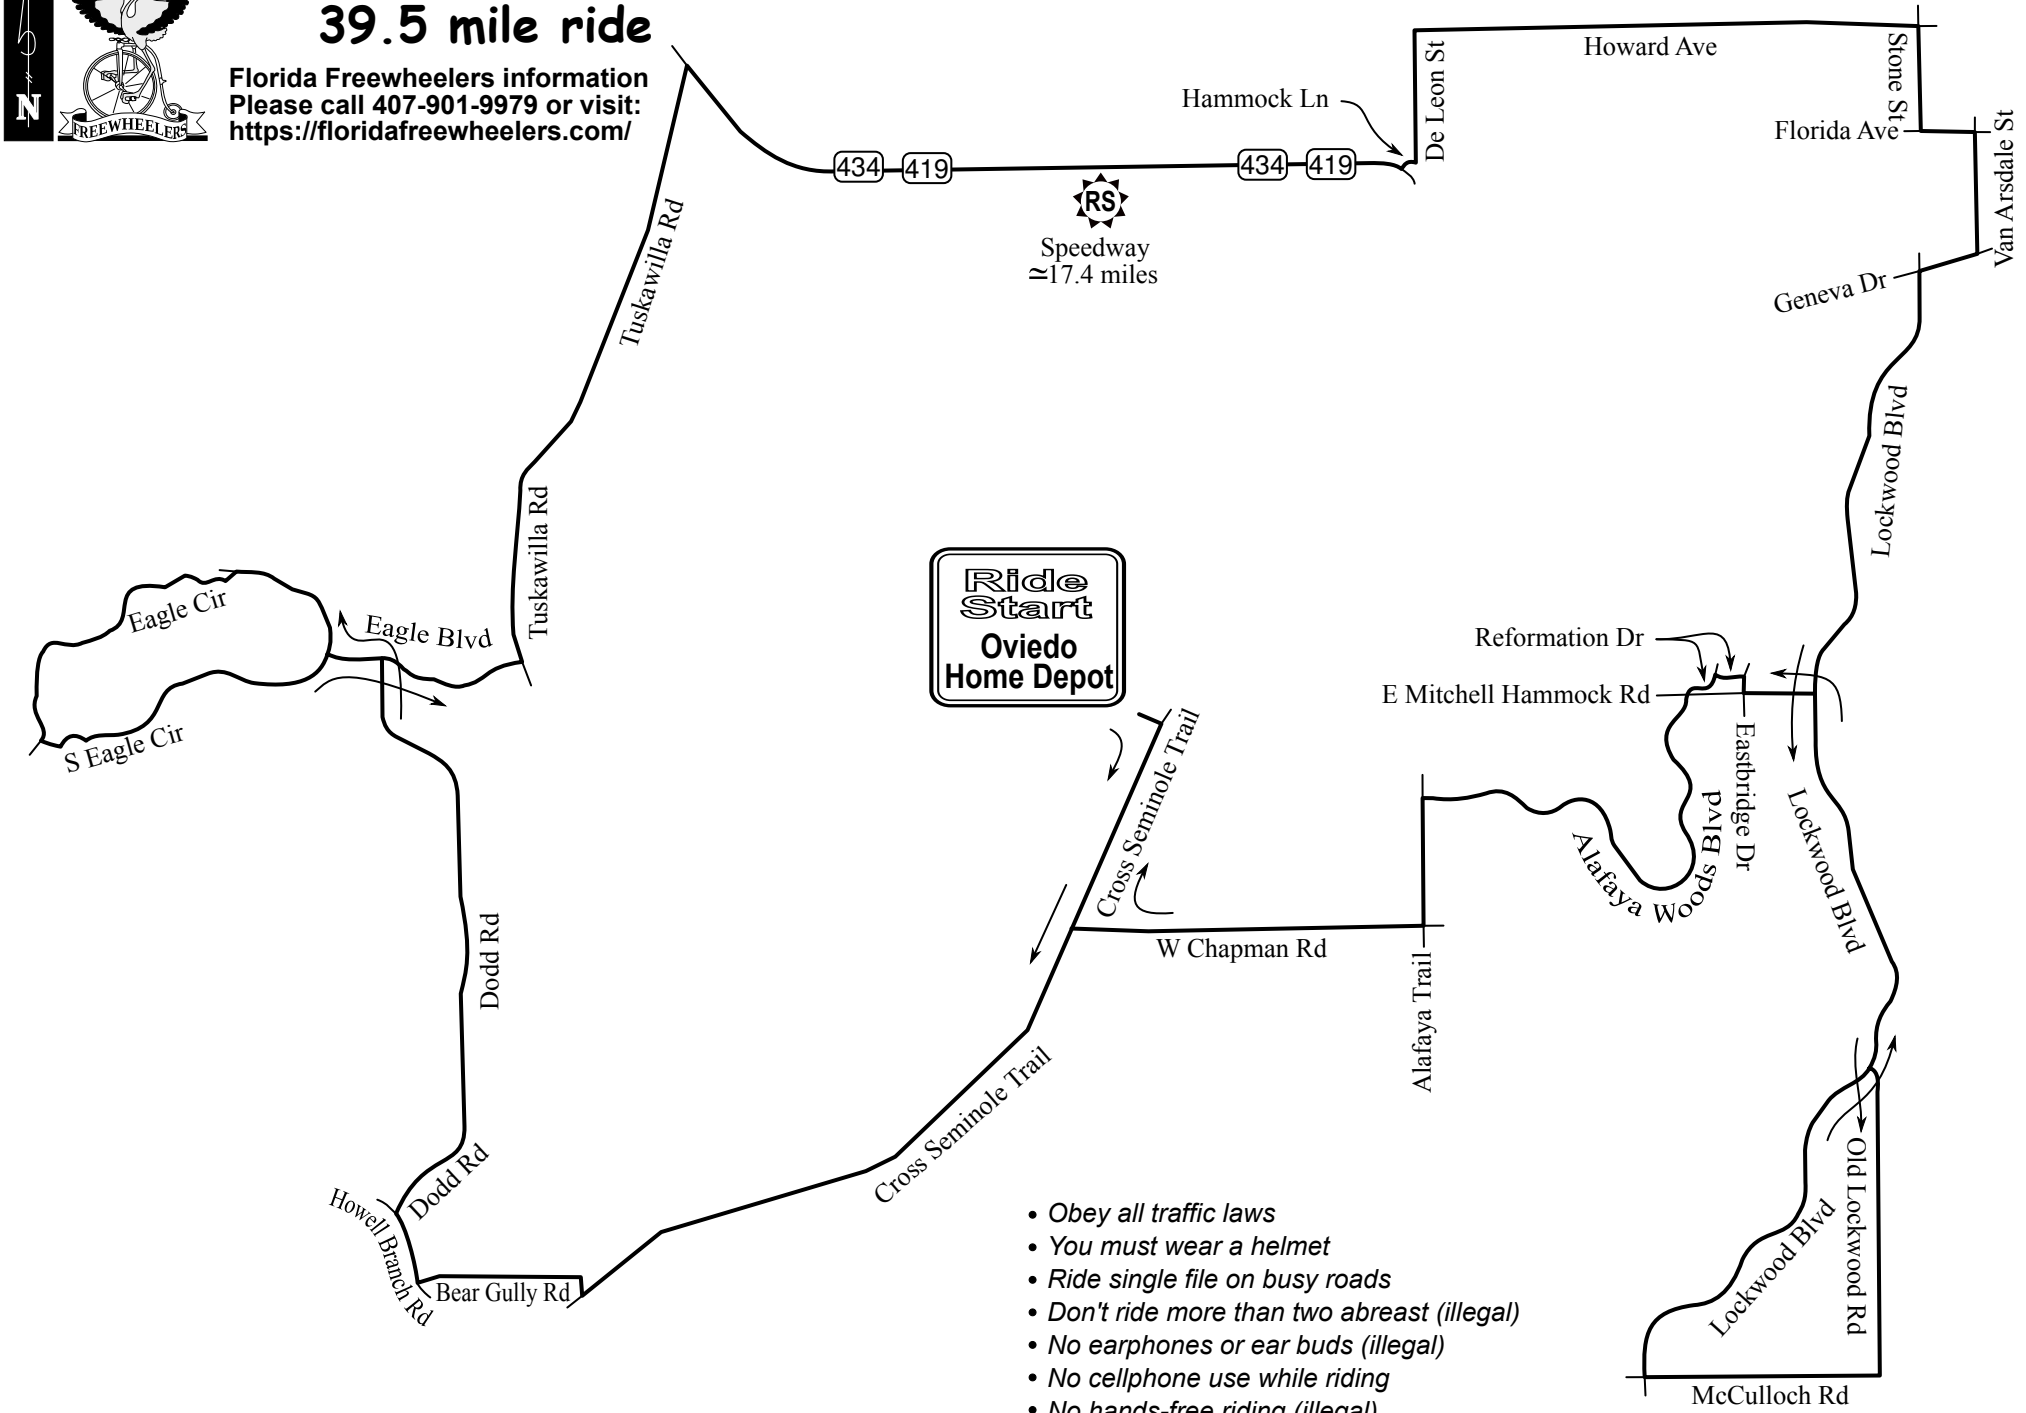 39.5 mile ride
Florida Freewheelers information
Please call 407-901-9979 or visit:
https://floridafreewheelers.com/
N
FREEWHEELERS
Howard Ave
Stone St
De Leon St
Hammock Ln
Florida Ave
Van Arsdale St
434
419
434
419
RS
Speedway
≃17.4 miles
Geneva Dr
Tuskawilla Rd
Lockwood Blvd
Tuskawilla Rd
Ride
Start
Oviedo
Home Depot
Eagle Cir
Eagle Blvd
S Eagle Cir
Reformation Dr
E Mitchell Hammock Rd
Eastbridge Dr
Cross Seminole Trail
Alafaya Woods Blvd
Lockwood Blvd
W Chapman Rd
Alafaya Trail
Dodd Rd
Cross Seminole Trail
Dodd Rd
Howell Branch Rd
Bear Gully Rd
Old Lockwood Rd
Lockwood Blvd
McCulloch Rd
• Obey all traffic laws
• You must wear a helmet
• Ride single file on busy roads
• Don't ride more than two abreast (illegal)
• No earphones or ear buds (illegal)
• No cellphone use while riding
• No hands-free riding (illegal)